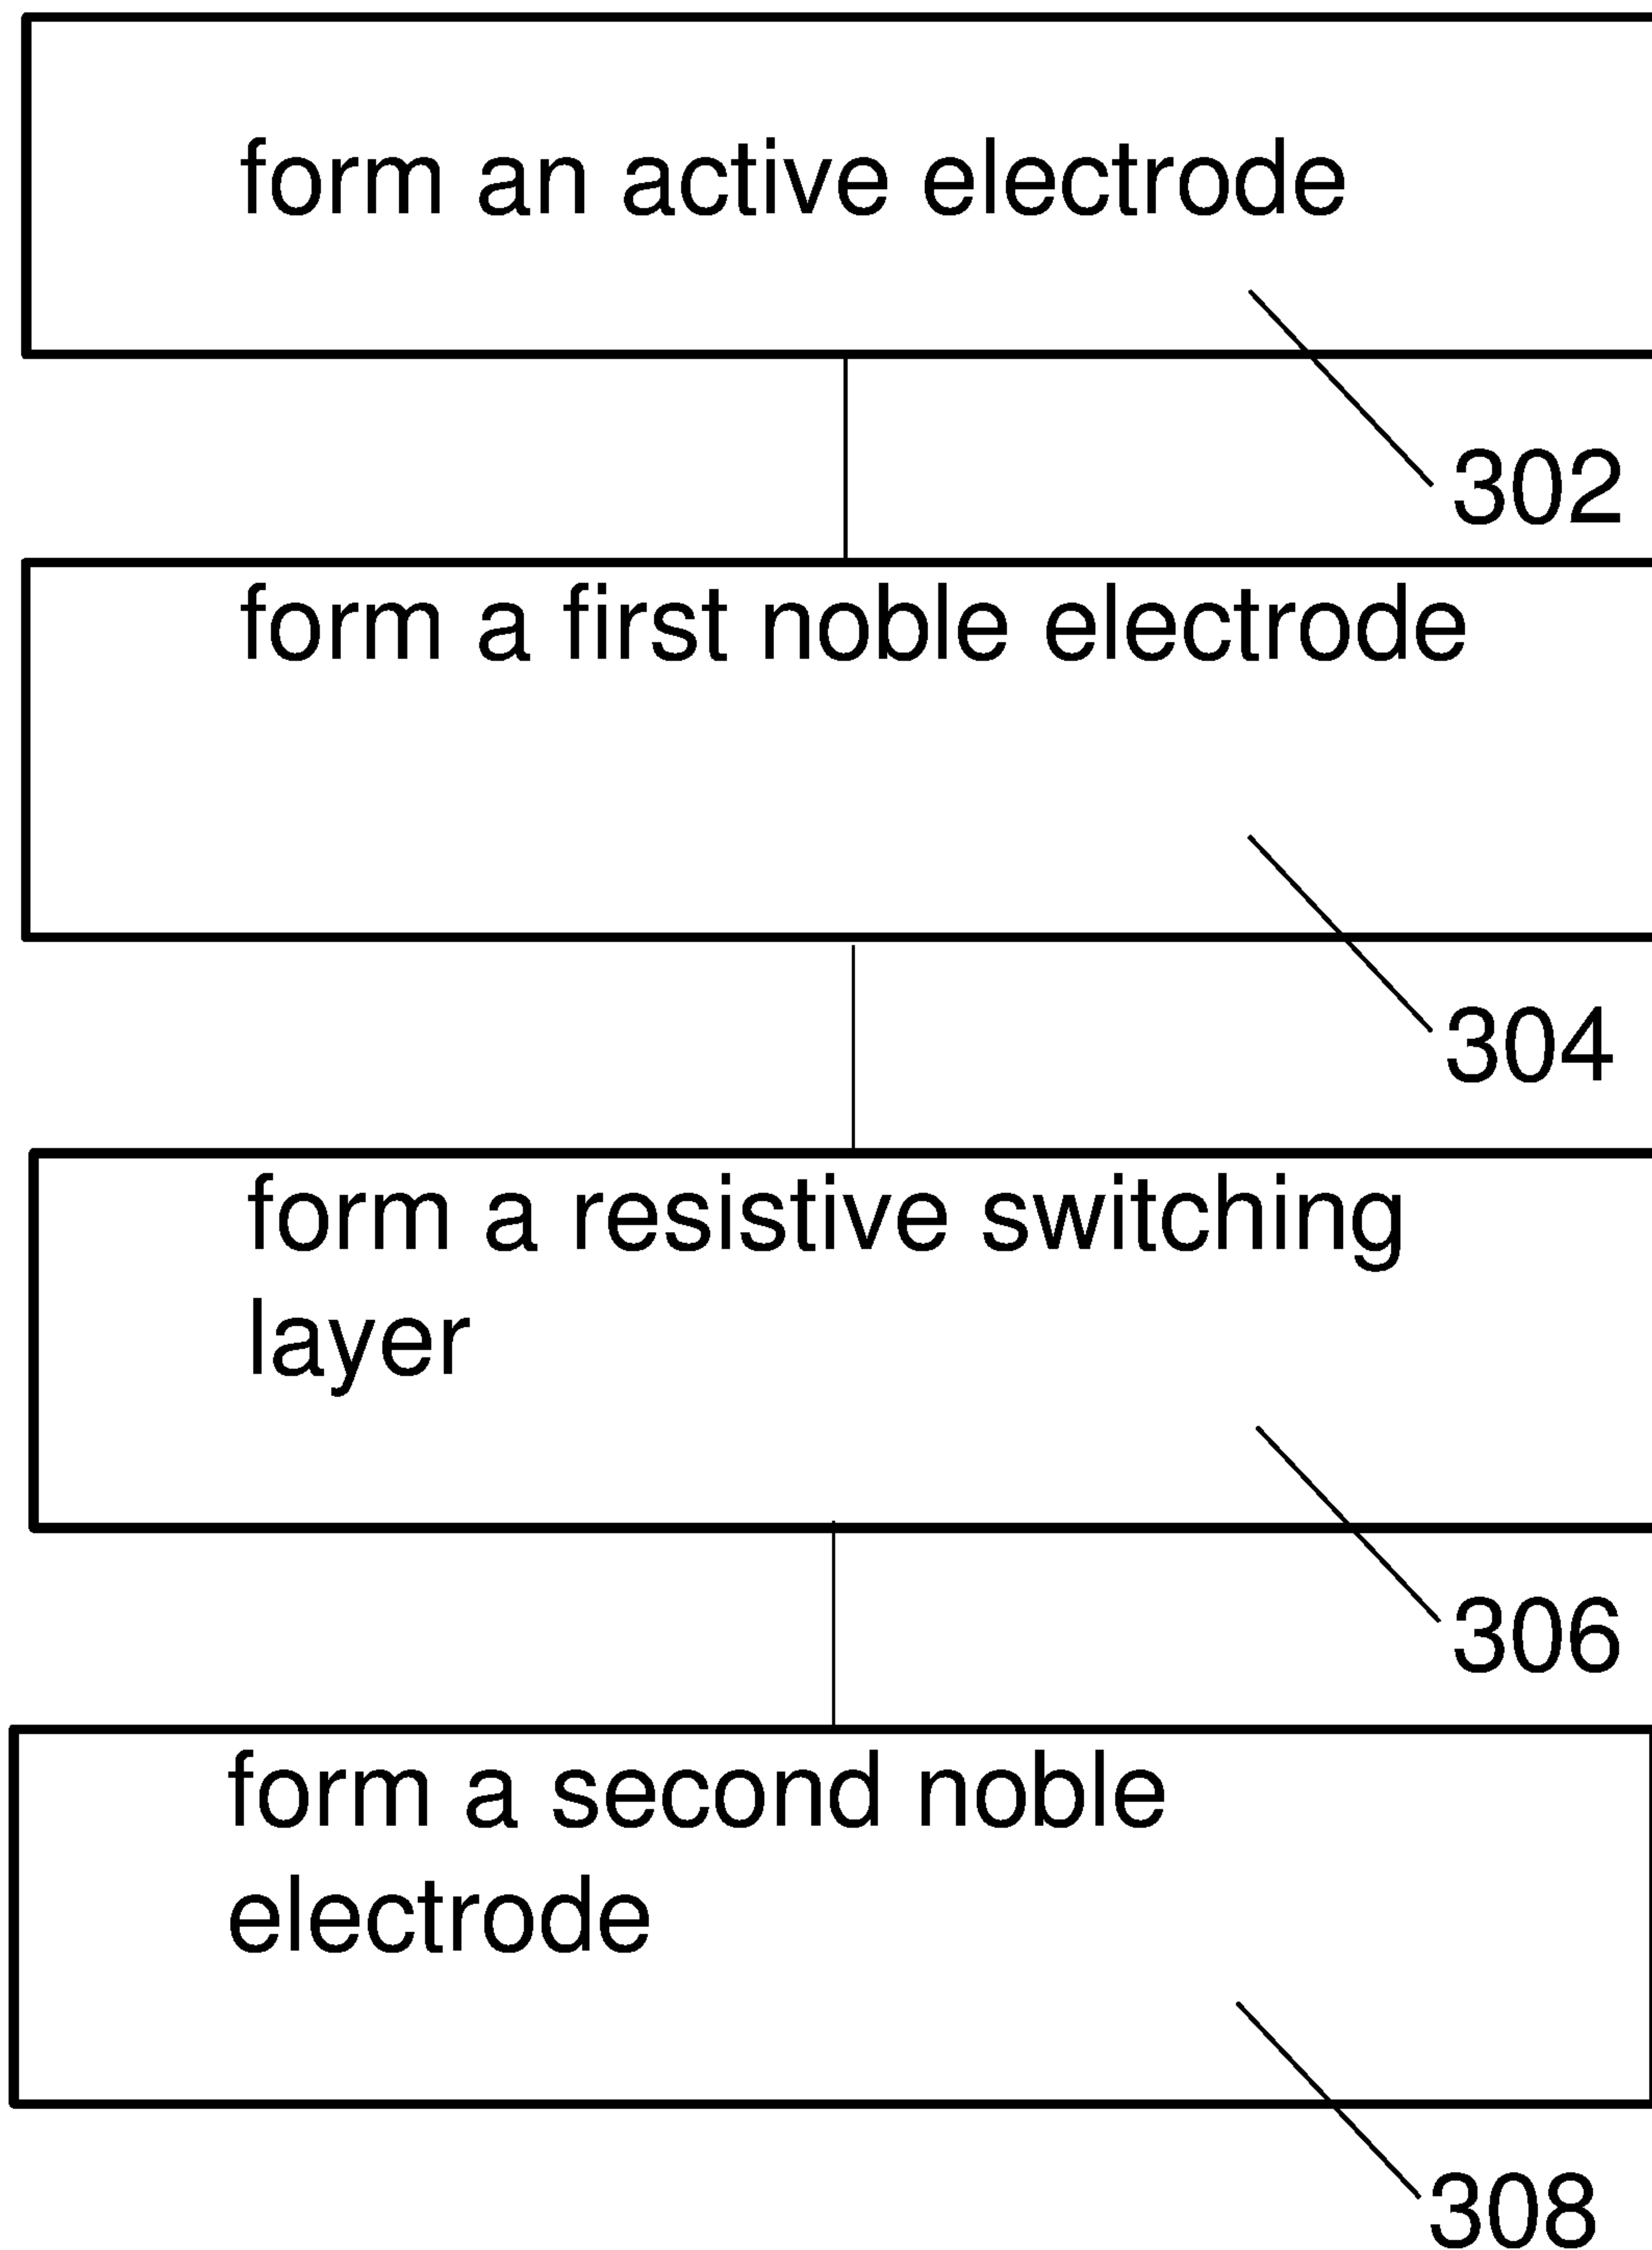 form an active electrode
302
form a first noble electrode
304
form a resistive switching
layer
306
form a second noble
electrode
308